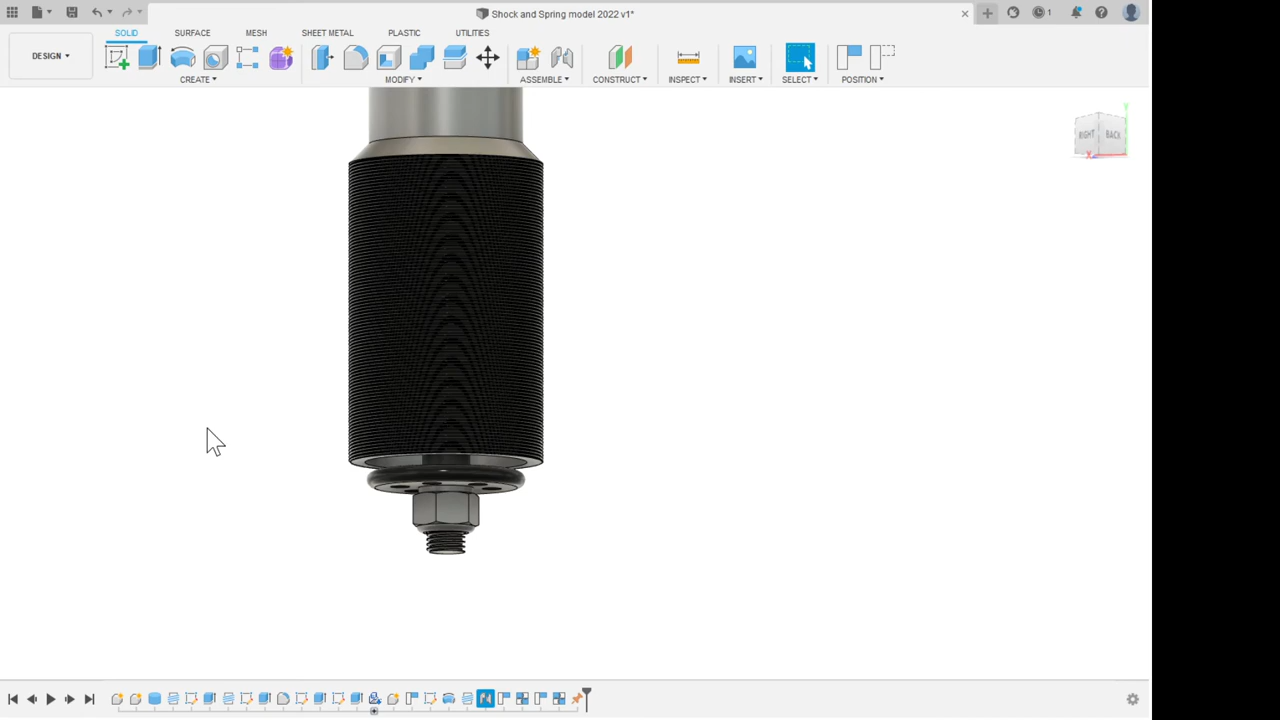 Shock and Spring model 2022 v1*
1
SOLID SURFACE MESH SHEET METAL PLASTIC UTILITIES
DESIGN
CREATE MODIFY ASSEMBLE CONSTRUCT INSPECT INSERT SELECT POSITION
Y
RIGHT BACK
X